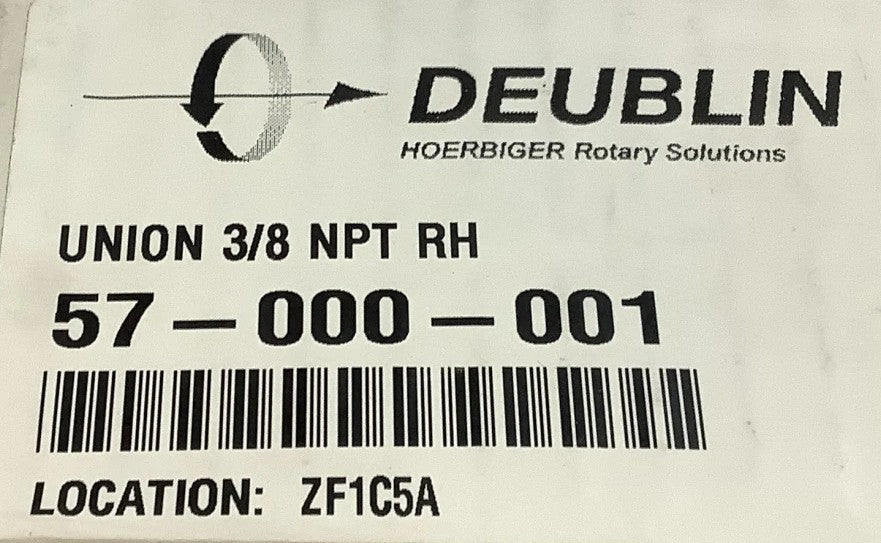 DEUBLIN
HOERBIGER Rotary Solutions
UNION 3/8 NPT RH
57-000-001
LOCATION: ZF1C5A